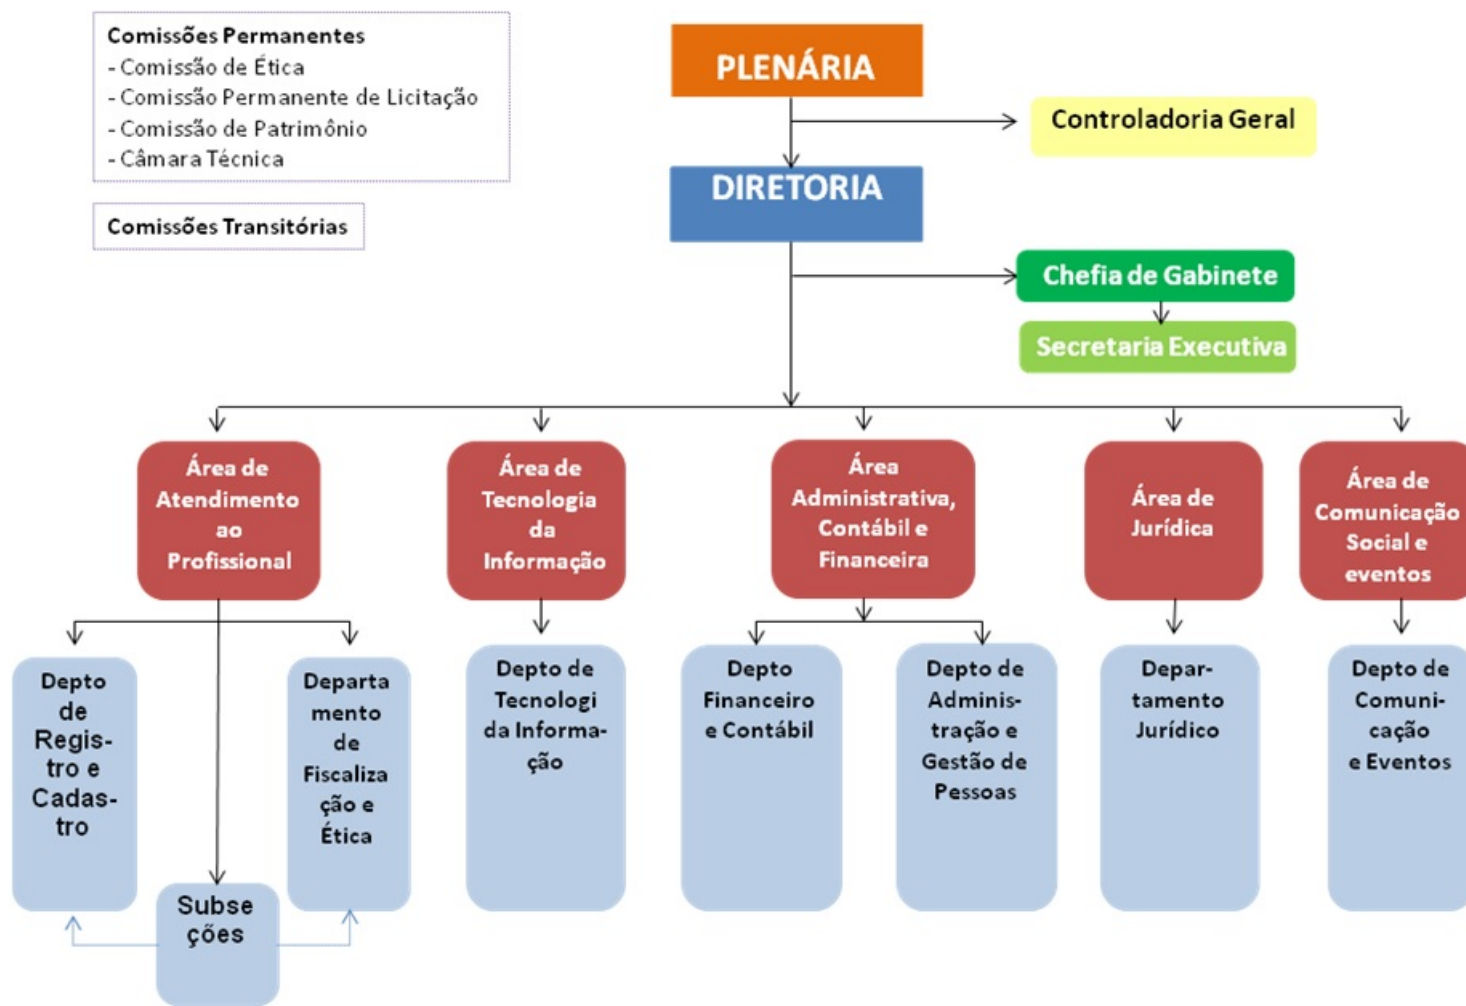 Comissões Permanentes
- Comissão de Ética
- Comissão Permanente de Licitação
- Comissão de Patrimônio
- Câmara Técnica
Comissões Transitórias
PLENÁRIA
Controladoria Geral
DIRETORIA
Chefia de Gabinete
Secretaria Executiva
Área de
Atendimento
ao
Profissional
Área de
Tecnologia
da
Informação
Área
Administrativa,
Contábil e
Financeira
Área de
Jurídica
Área de
Comunicação
Social e
eventos
Depto
de
Regis-
tro e
Cadas-
tro
Subse
ções
Departa
mento
de
Fiscaliza
ção e
Ética
Depto de
Tecnologi
da Informa-
ção
Depto
Financeiro
e Contábil
Depto de
Adminis-
tração e
Gestão de
Pessoas
Depar-
tamento
Jurídico
Depto de
Comuni-
cação
e Eventos